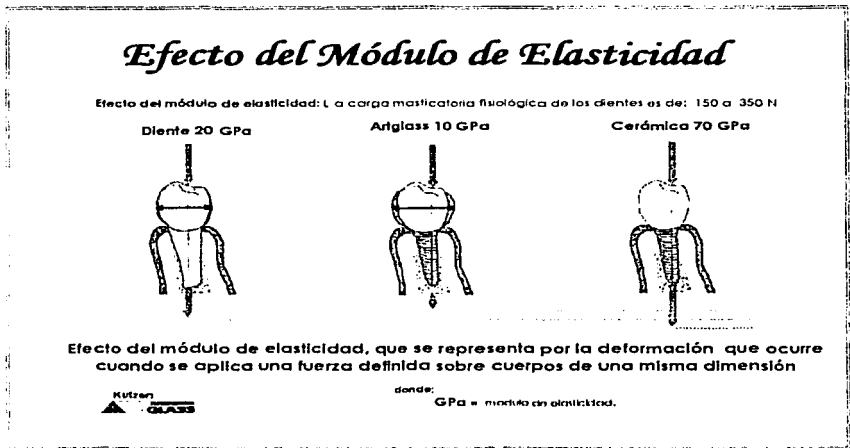 Efecto del Módulo de Elasticidad
Efecto del módulo de elasticidad: La carga masticatoria fisiológica de los dientes es de: 150 a 350 N
Diente 20 GPa
Artglass 10 GPa
Cerámica 70 GPa
Efecto del módulo de elasticidad, que se representa por la deformación que ocurre
cuando se aplica una fuerza definida sobre cuerpos de una misma dimensión
Kulzer
GLASS
donde:
GPa = modulo de elasticidad.